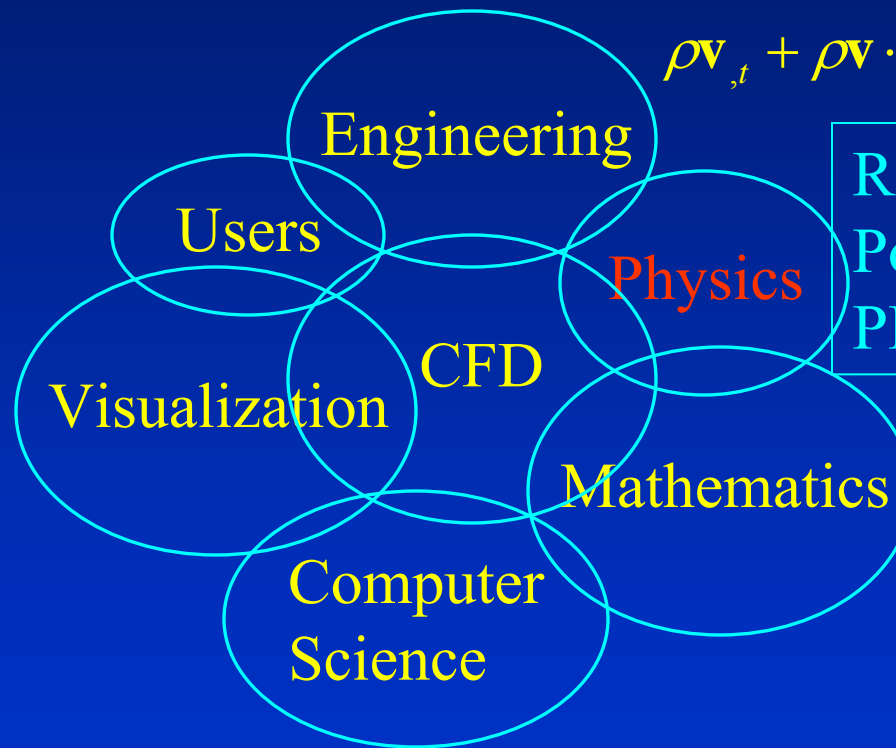 ρv,t + ρv ·
Engineering
Users
Physics
CFD
Visualization
Mathematics
Computer
Science